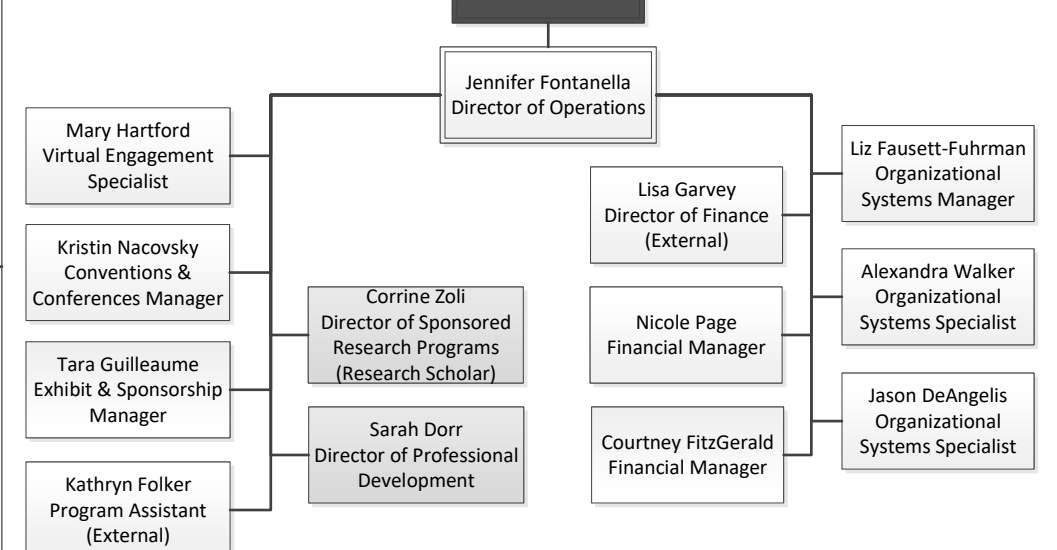 Jennifer Fontanella
Director of Operations
Mary Hartford
Virtual Engagement
Specialist
Kristin Nacovsky
Conventions &
Conferences Manager
Tara Guilleaume
Exhibit & Sponsorship
Manager
Kathryn Folker
Program Assistant
(External)
Corrine Zoli
Director of Sponsored
Research Programs
(Research Scholar)
Sarah Dorr
Director of Professional
Development
Lisa Garvey
Director of Finance
(External)
Nicole Page
Financial Manager
Courtney FitzGerald
Financial Manager
Liz Fausett-Fuhrman
Organizational
Systems Manager
Alexandra Walker
Organizational
Systems Specialist
Jason DeAngelis
Organizational
Systems Specialist